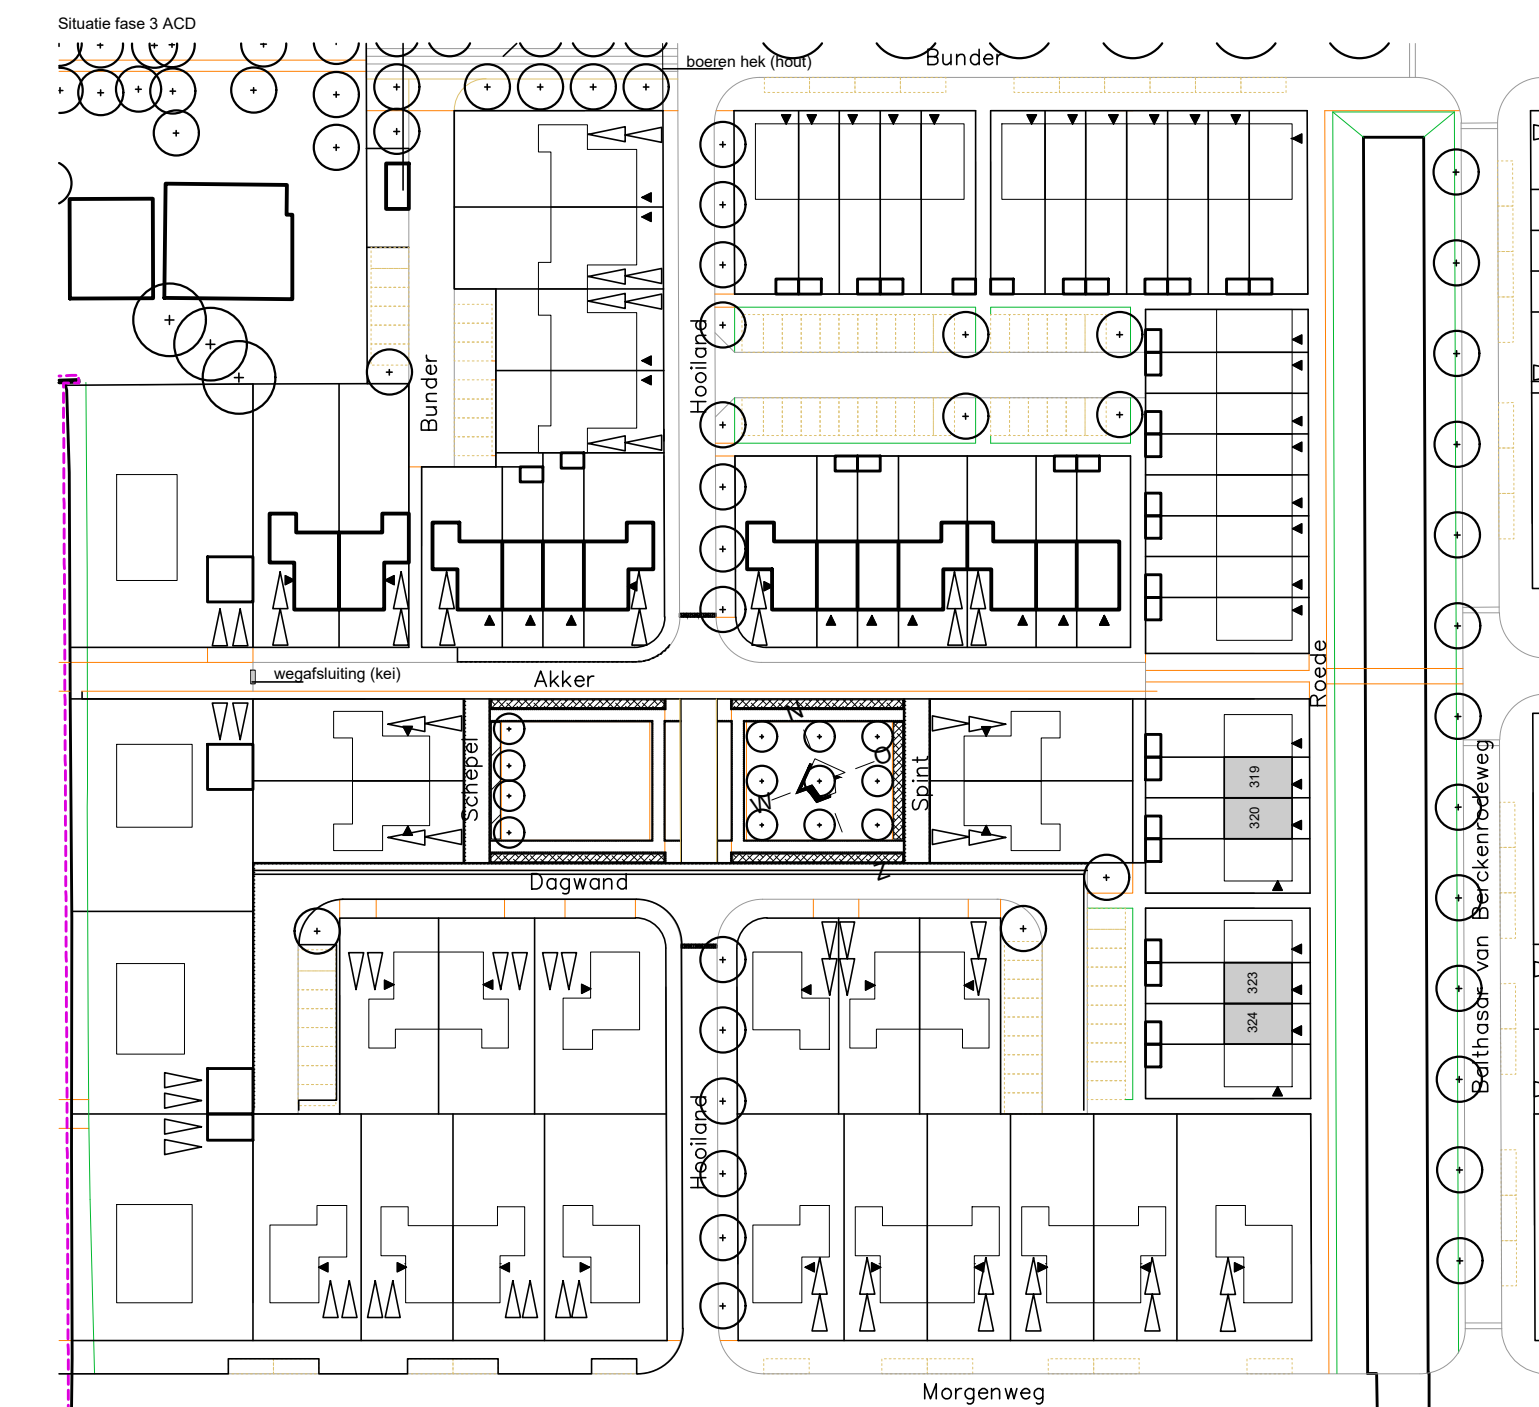 Situatie fase 3 ACD
boeren hek (hout)
Bunder
Bunder
Hooiland
wegafsluiting (kei)
Akker
Roede
Schepel
N
O
W
Z
Spint
319
320
Balthasar van Berckenrodeweg
Dagwand
323
324
Hooiland
Morgenweg